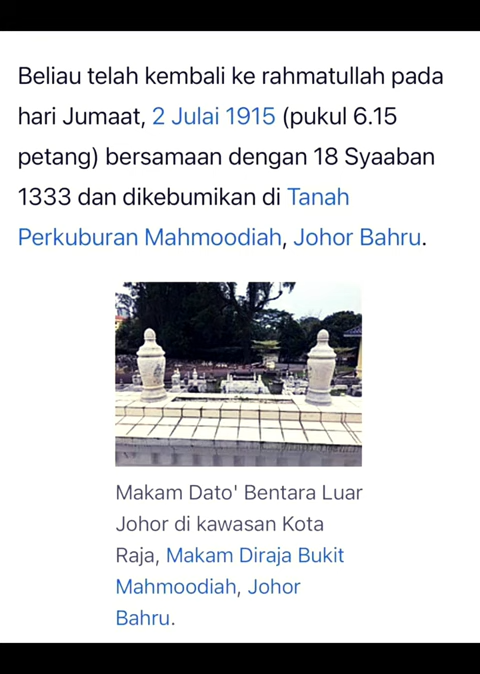 Beliau telah kembali ke rahmatullah pada
hari Jumaat, 2 Julai 1915 (pukul 6.15
petang) bersamaan dengan 18 Syaaban
1333 dan dikebumikan di Tanah
Perkuburan Mahmoodiah, Johor Bahru.
Makam Dato' Bentara Luar
Johor di kawasan Kota
Raja, Makam Diraja Bukit
Mahmoodiah, Johor
Bahru.